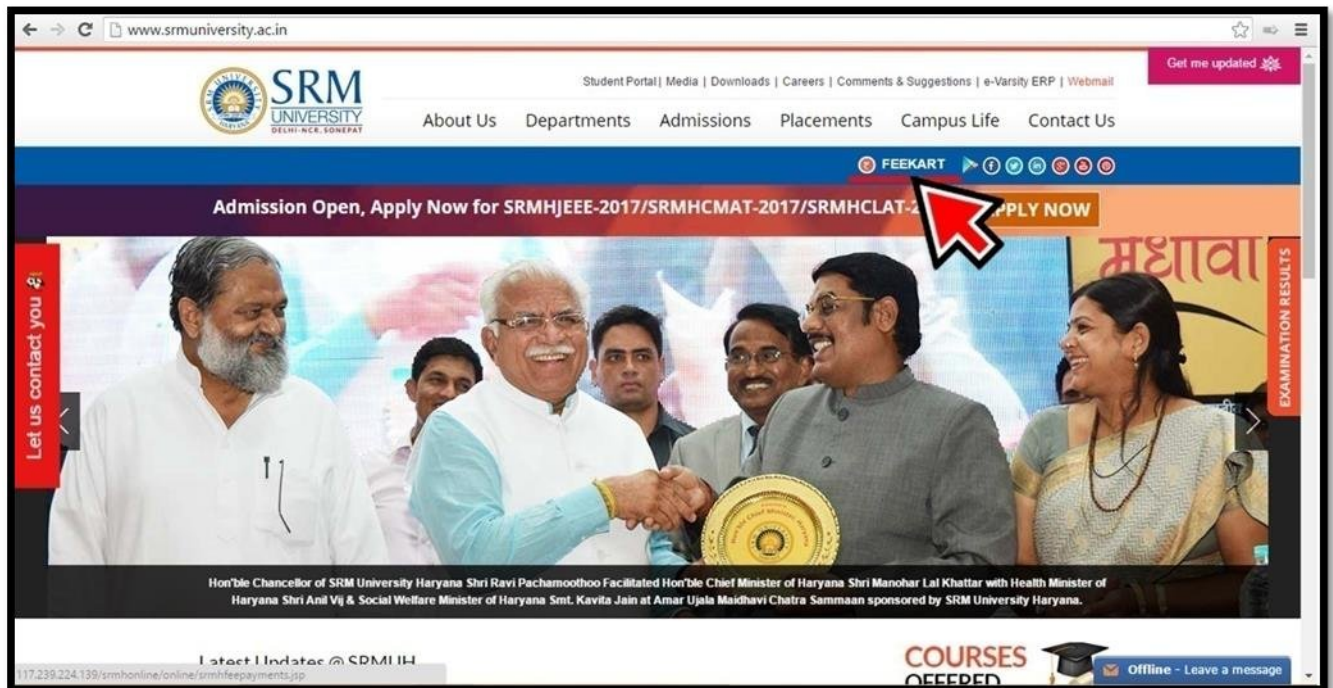 www.srmuniversity.ac.in
Get me updated
SRM
UNIVERSITY
DELHI-NCR, SONEPAT
Student Portal | Media | Downloads | Careers | Comments & Suggestions | e-Varsity ERP | Webmail
About Us Departments Admissions Placements Campus Life Contact Us
FEEKART
Admission Open, Apply Now for SRMHJEEE-2017/SRMHCMAT-2017/SRMHCLAT-2 PPLY NOW
Let us contact you
EXAMINATION RESULTS
मेधावी
Hon'ble Chancellor of SRM University Haryana Shri Ravi Pachamoothoo Facilitated Hon'ble Chief Minister of Haryana Shri Manohar Lal Khattar with Health Minister of
Haryana Shri Anil Vij & Social Welfare Minister of Haryana Smt. Kavita Jain at Amar Ujala Maidhavi Chatra Sammaan sponsored by SRM University Haryana.
Latest Updates @ SRMUH
COURSES
OFFERED
117.239.224.139/srmhonline/online/srmhfeepayments.jsp
Offline - Leave a message